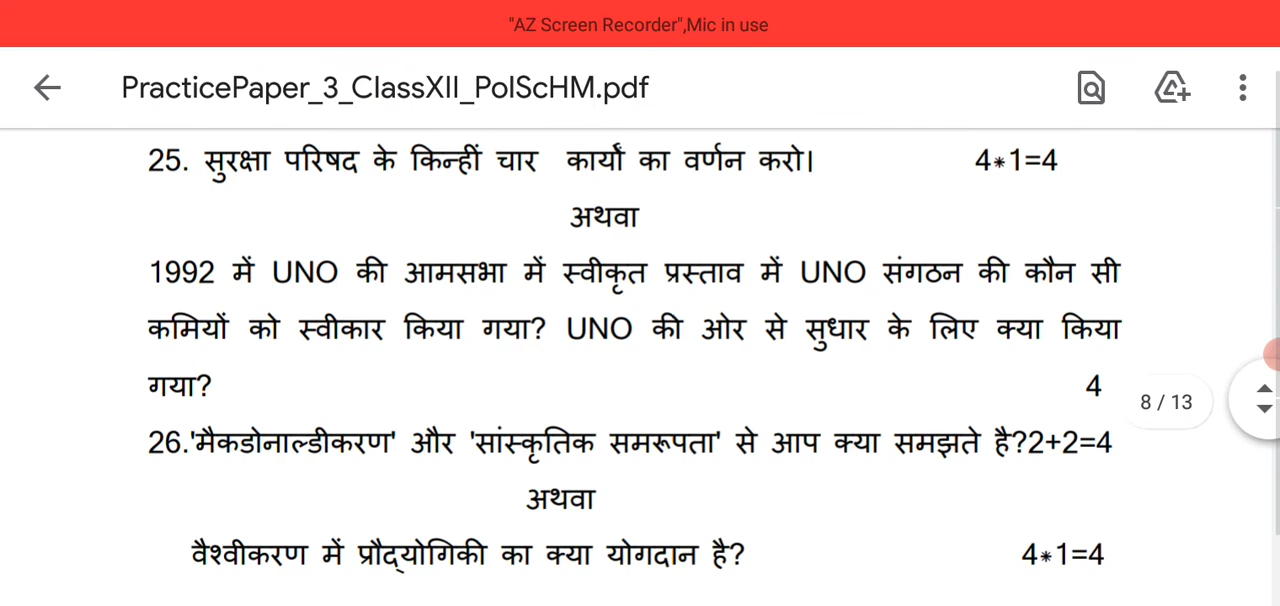 "AZ Screen Recorder",Mic in use
PracticePaper_3_ClassXII_PolScHM.pdf
25. सुरक्षा परिषद के किन्हीं चार कार्यों का वर्णन करो। 4*1=4
अथवा
1992 में UNO की आमसभा में स्वीकृत प्रस्ताव में UNO संगठन की कौन सी
कमियों को स्वीकार किया गया? UNO की ओर से सुधार के लिए क्या किया
गया? 4
8 / 13
26.'मैकडोनाल्डीकरण' और 'सांस्कृतिक समरूपता' से आप क्या समझते है?2+2=4
अथवा
वैश्वीकरण में प्रौद्योगिकी का क्या योगदान है? 4*1=4